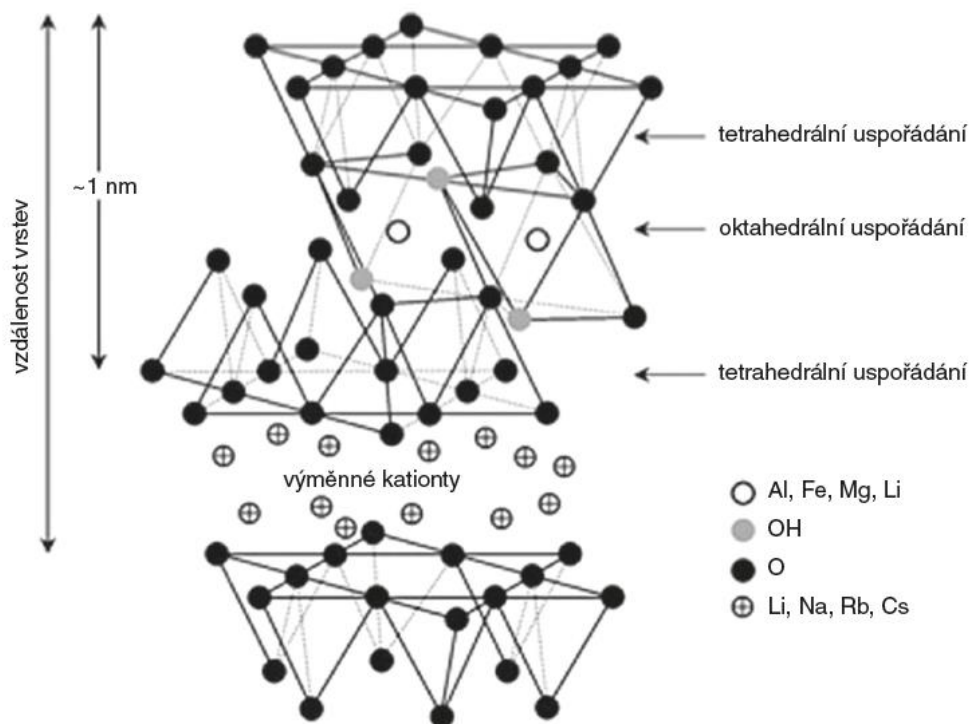 vzdálenost vrstev
~1 nm
tetrahedrální uspořádání
oktahedrální uspořádání
tetrahedrální uspořádání
výměnné kationty
Al, Fe, Mg, Li
OH
O
Li, Na, Rb, Cs